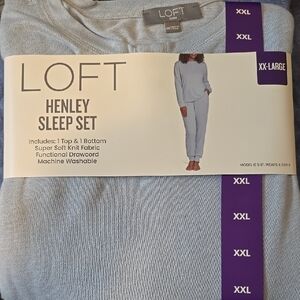 LOFT
XXL
XXL
LOFT
HENLEY
SLEEP SET
Includes: 1 Top & 1 Bottom
Super Soft Knit Fabric
Functional Drawcord
Machine Washable
XX-LARGE
XXL
XXL
XXL
XXL